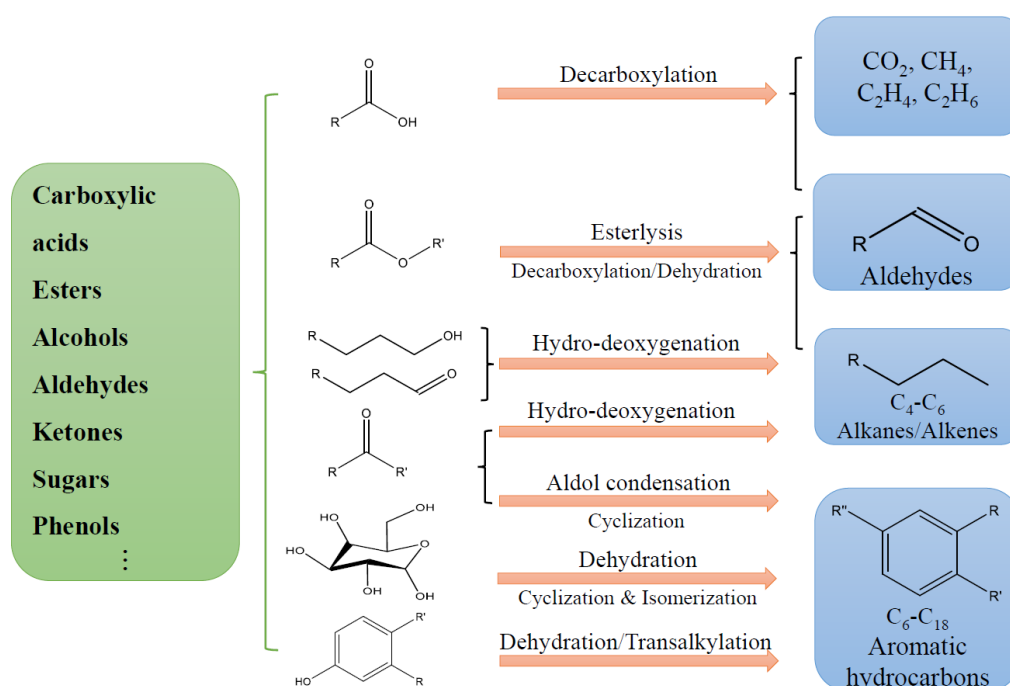 Carboxylic
acids
Esters
Alcohols
Aldehydes
Ketones
Sugars
Phenols
⋮
O
R
OH
Decarboxylation
CO₂, CH₄,
C₂H₄, C₂H₆
O
R
O
R'
Esterlysis
Decarboxylation/Dehydration
R
O
Aldehydes
R
OH
R
O
Hydro-deoxygenation
R
C₄-C₆
Alkanes/Alkenes
O
R
R'
Hydro-deoxygenation
Aldol condensation
Cyclization
OH
OH
HO
O
HO
OH
OH
Dehydration
Cyclization & Isomerization
R'
HO
R
Dehydration/Transalkylation
R"
R
R'
C₆-C₁₈
Aromatic
hydrocarbons